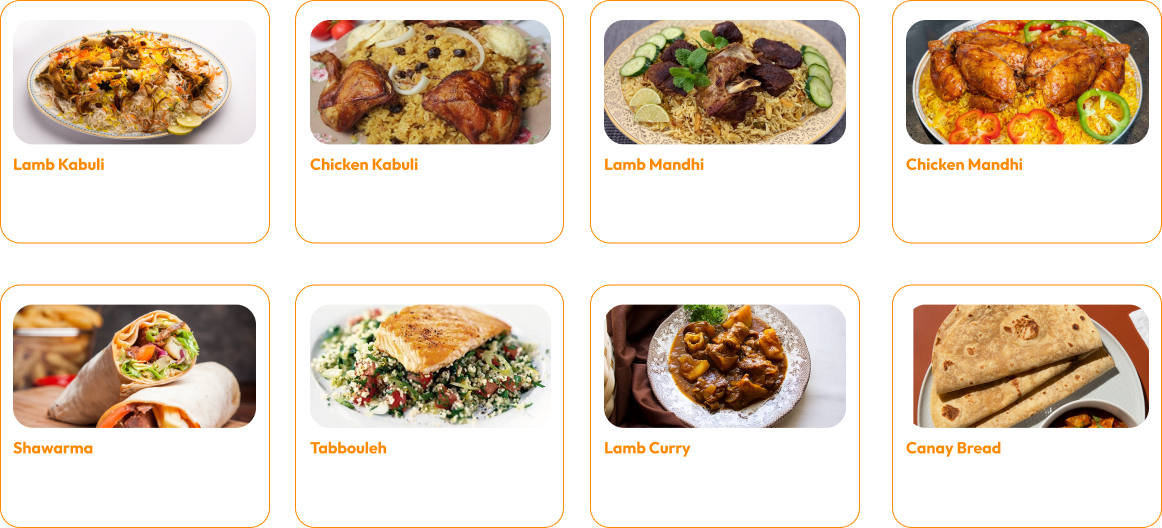 Lamb Kabuli
Chicken Kabuli
Lamb Mandhi
Chicken Mandhi
Shawarma
Tabbouleh
Lamb Curry
Canay Bread